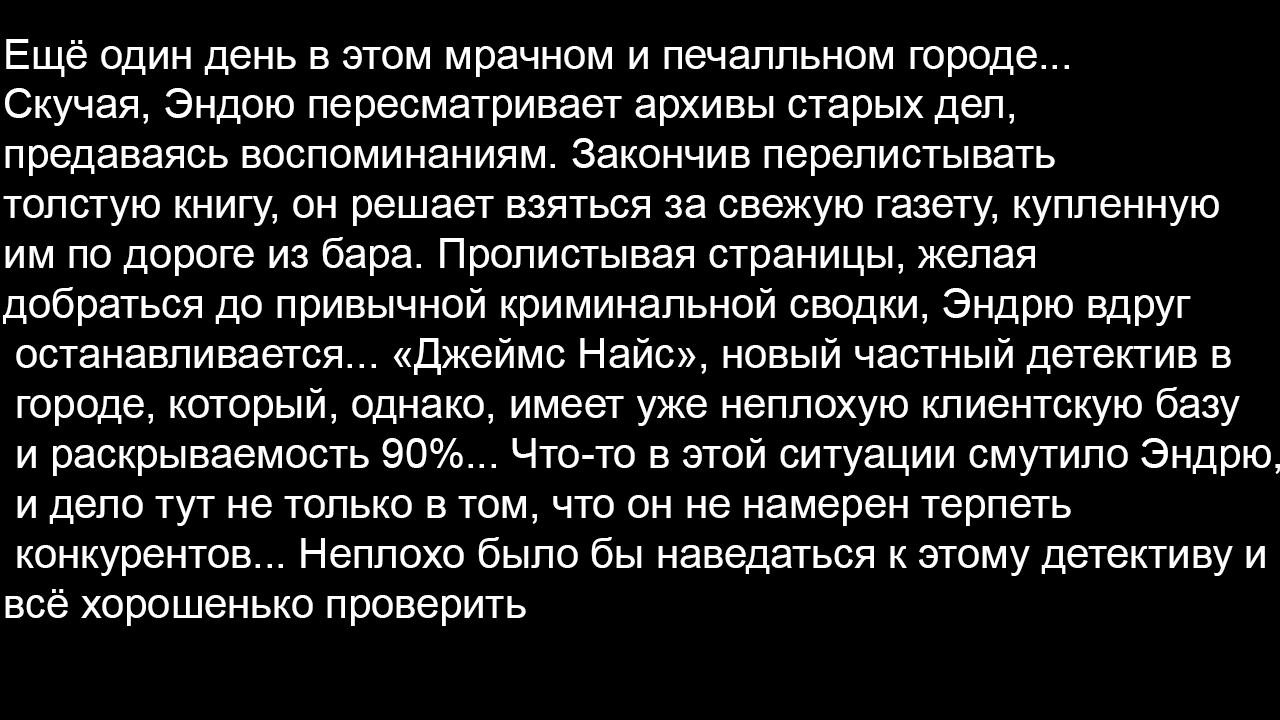 Ещё один день в этом мрачном и печалльном городе...
Скучая, Эндою пересматривает архивы старых дел,
предаваясь воспоминаниям. Закончив перелистывать
толстую книгу, он решает взяться за свежую газету, купленную
им по дороге из бара. Пролистывая страницы, желая
добраться до привычной криминальной сводки, Эндрю вдруг
останавливается... «Джеймс Найс», новый частный детектив в
городе, который, однако, имеет уже неплохую клиентскую базу
и раскрываемость 90%... Что-то в этой ситуации смутило Эндрю,
и дело тут не только в том, что он не намерен терпеть
конкурентов... Неплохо было бы наведаться к этому детективу и
всё хорошенько проверить